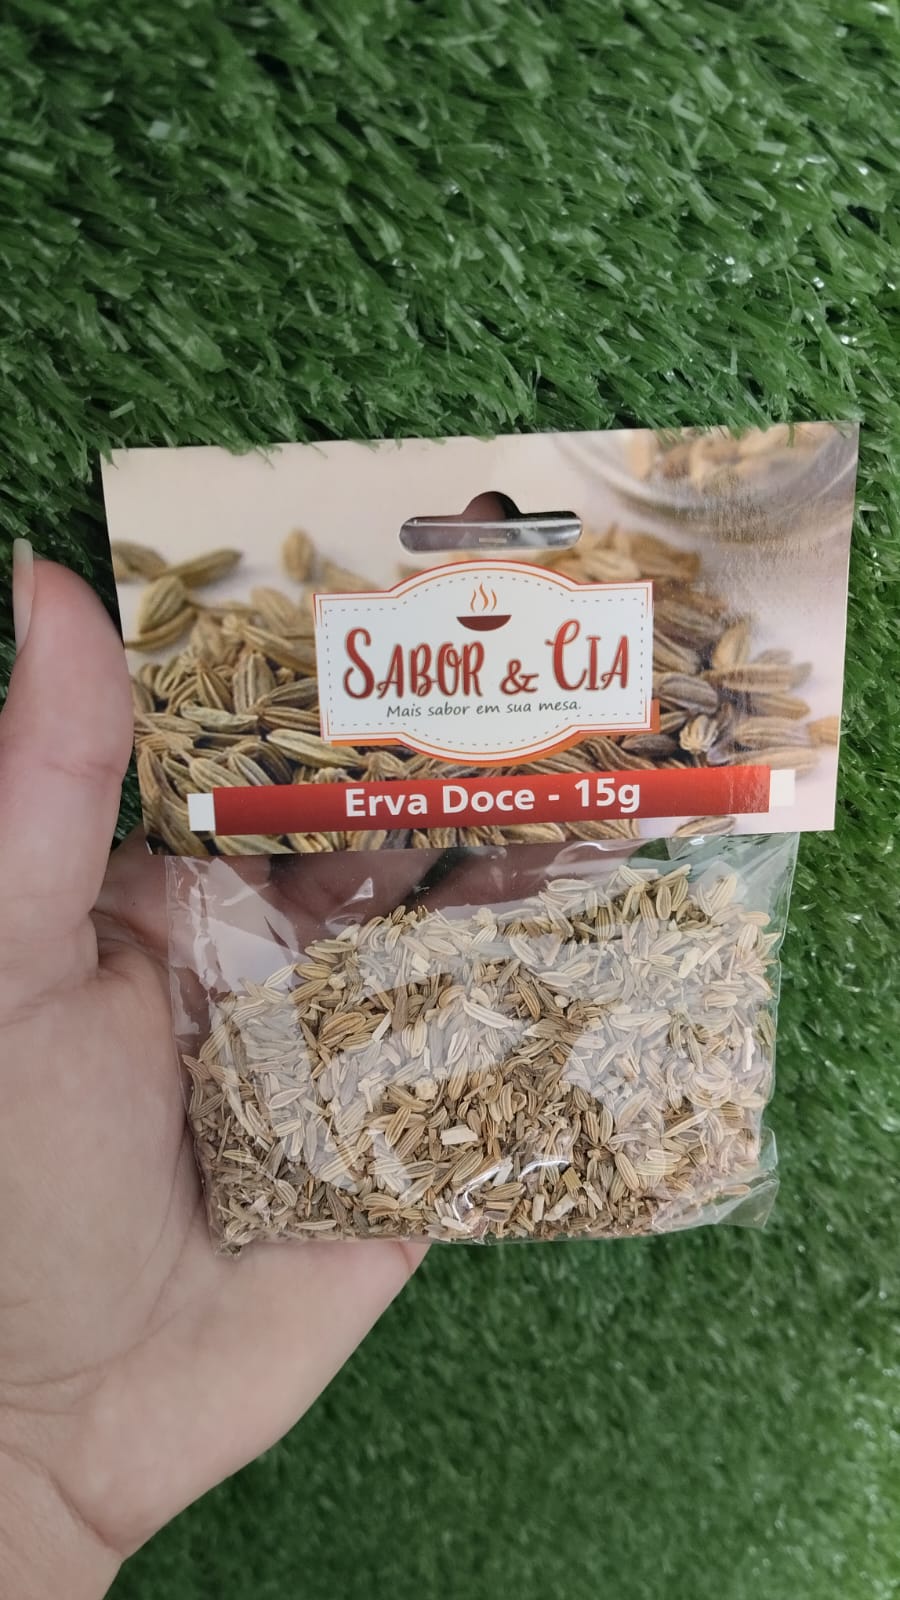 SABOR & CIA
Mais sabor em sua mesa.
Erva Doce - 15g